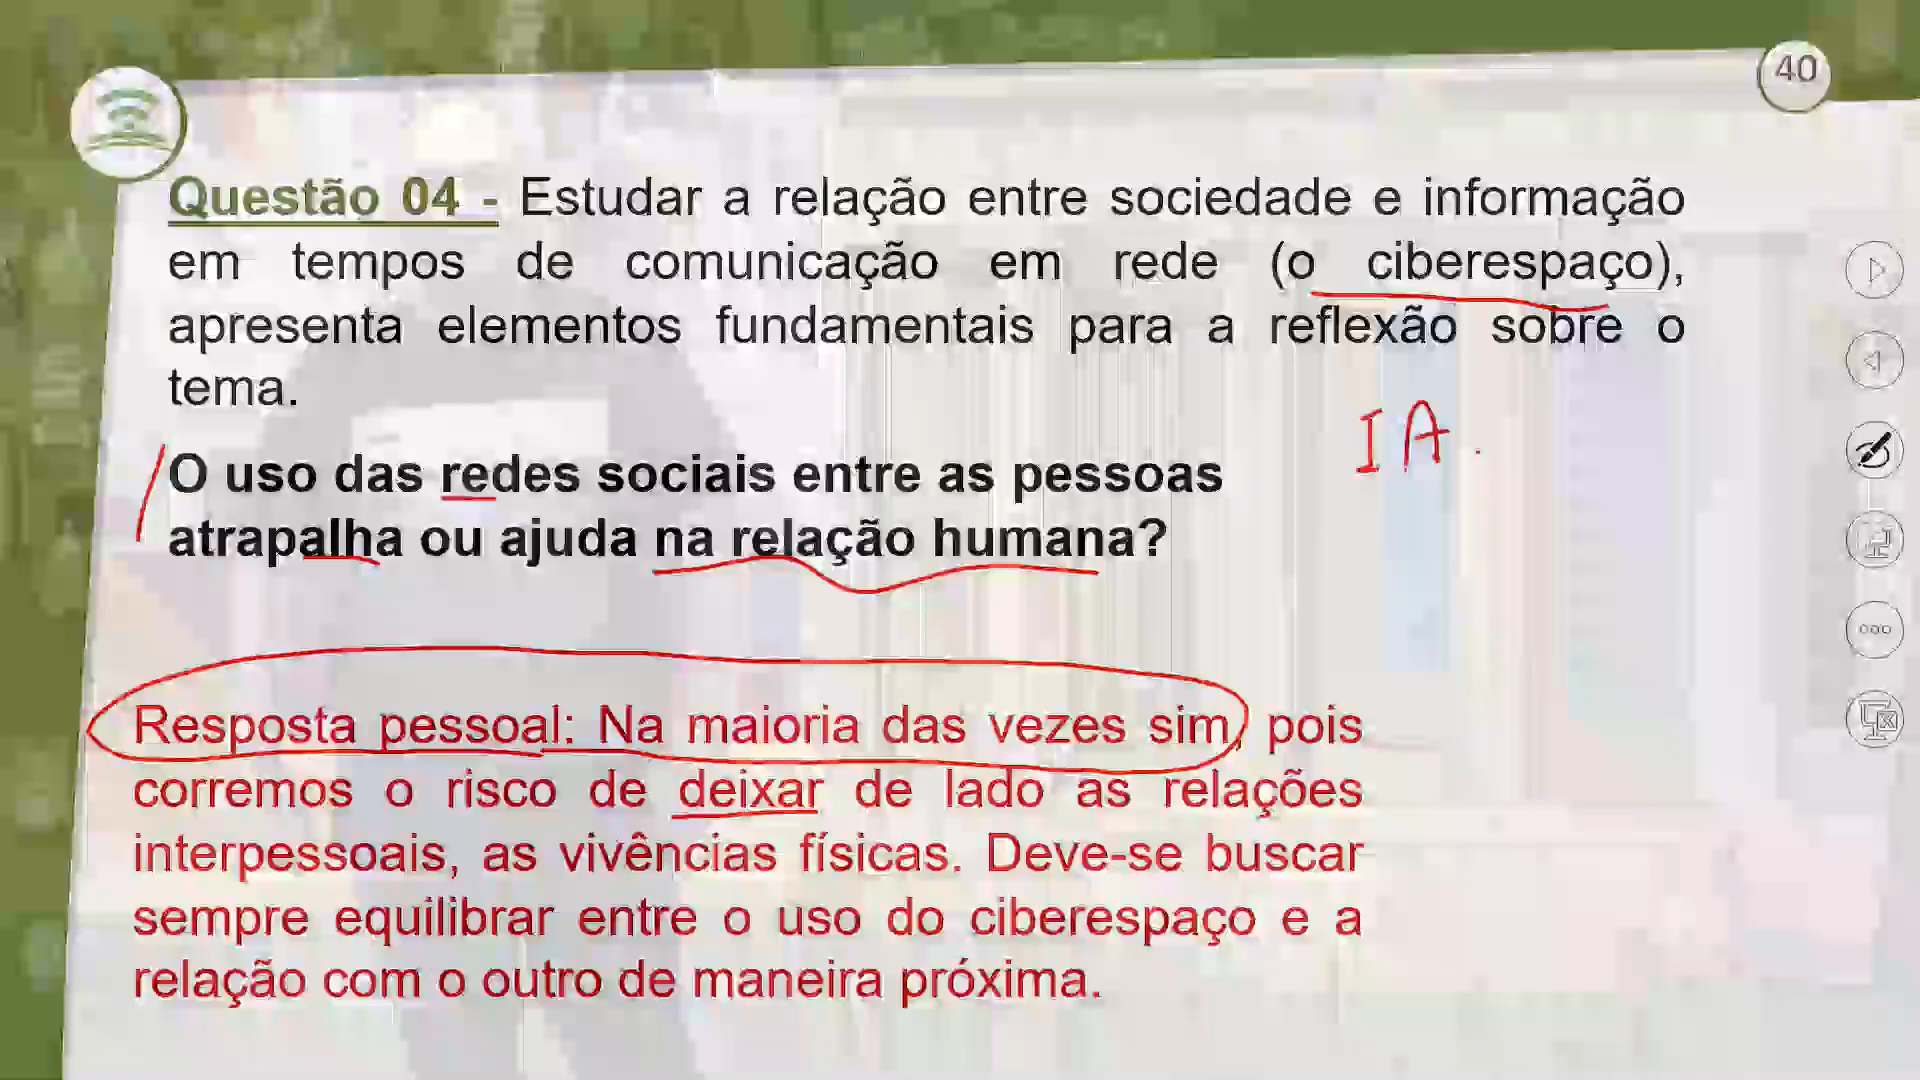 40
Questão 04 - Estudar a relação entre sociedade e informação
em tempos de comunicação em rede (o ciberespaço),
apresenta elementos fundamentais para a reflexão sobre o
tema.
IA.
O uso das redes sociais entre as pessoas
atrapalha ou ajuda na relação humana?
Resposta pessoal: Na maioria das vezes sim, pois
corremos o risco de deixar de lado as relações
interpessoais, as vivências físicas. Deve-se buscar
sempre equilibrar entre o uso do ciberespaço e a
relação com o outro de maneira próxima.